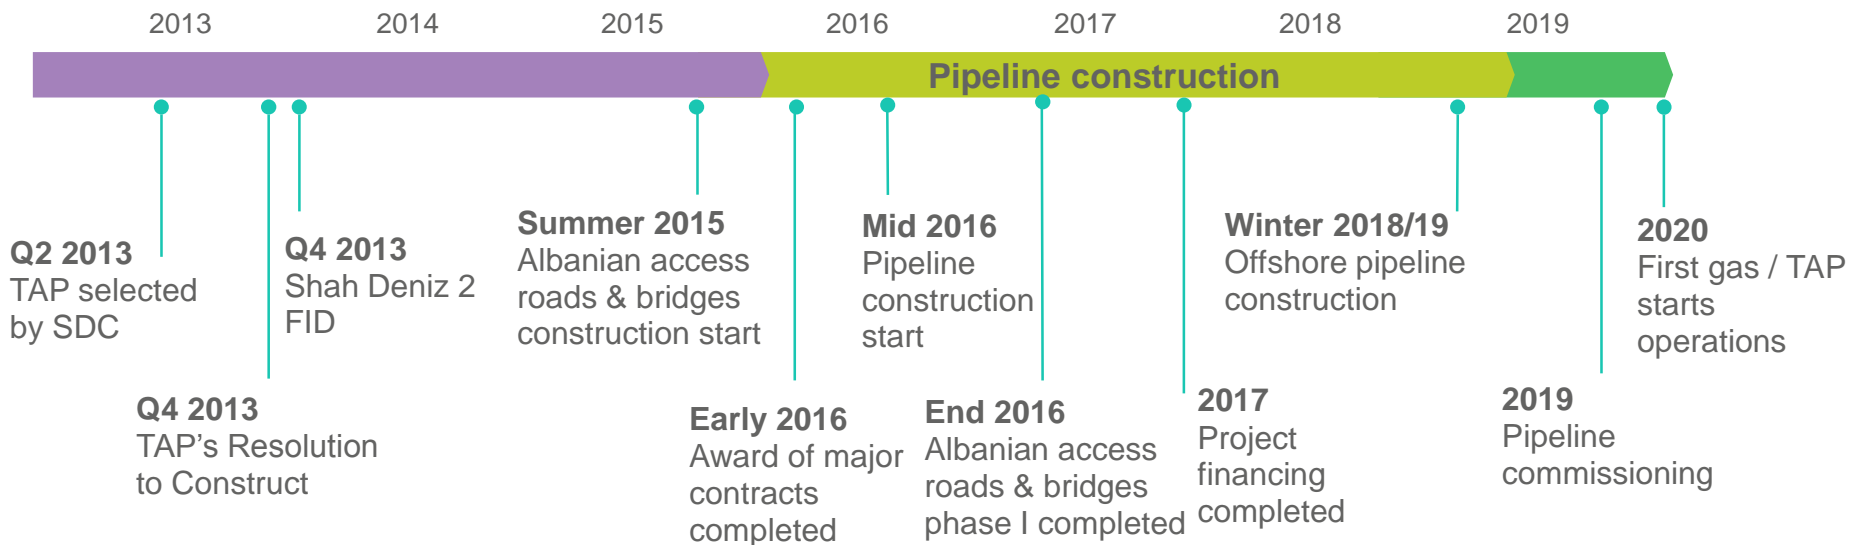 2013
2014
2015
2016
2017
2018
2019
Pipeline construction
Q2 2013
TAP selected
by SDC
Q4 2013
TAP’s Resolution
to Construct
Q4 2013
Shah Deniz 2
FID
Summer 2015
Albanian access
roads & bridges
construction start
Early 2016
Award of major
contracts
completed
Mid 2016
Pipeline
construction
start
End 2016
Albanian access
roads & bridges
phase I completed
2017
Project
financing
completed
Winter 2018/19
Offshore pipeline
construction
2019
Pipeline
commissioning
2020
First gas / TAP
starts
operations